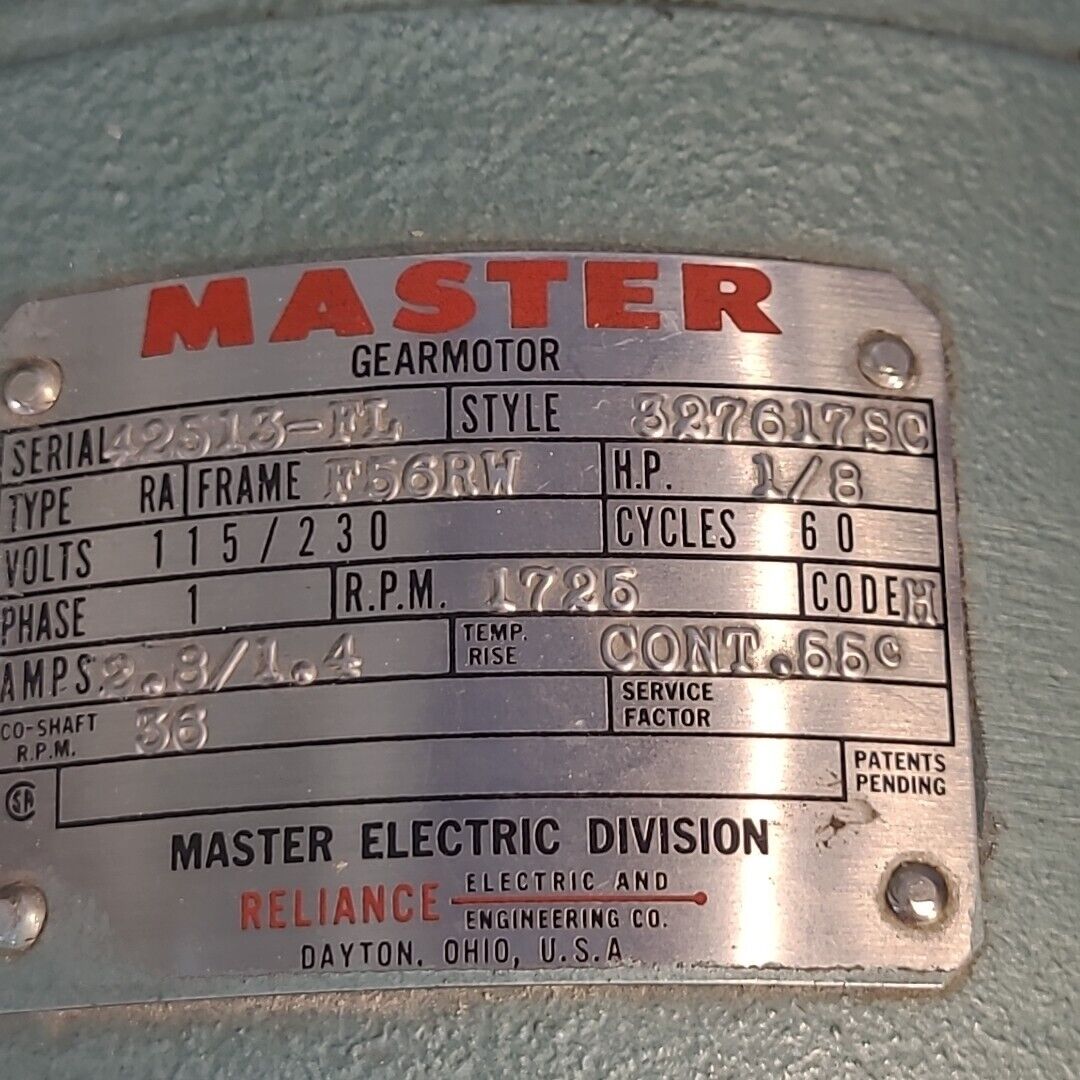 MASTER
GEARMOTOR
SERIAL 42513-FL STYLE 327617SC
TYPE RA FRAME F56RW H.P. 1/8
VOLTS 115/230 CYCLES 60
PHASE 1 R.P.M. 1725 CODE H
AMPS. 2.8/1.4 TEMP. RISE CONT.55C
CO-SHAFT R.P.M. 36 SERVICE FACTOR
SA PATENTS PENDING
MASTER ELECTRIC DIVISION
RELIANCE ELECTRIC AND ENGINEERING CO.
DAYTON, OHIO, U.S.A